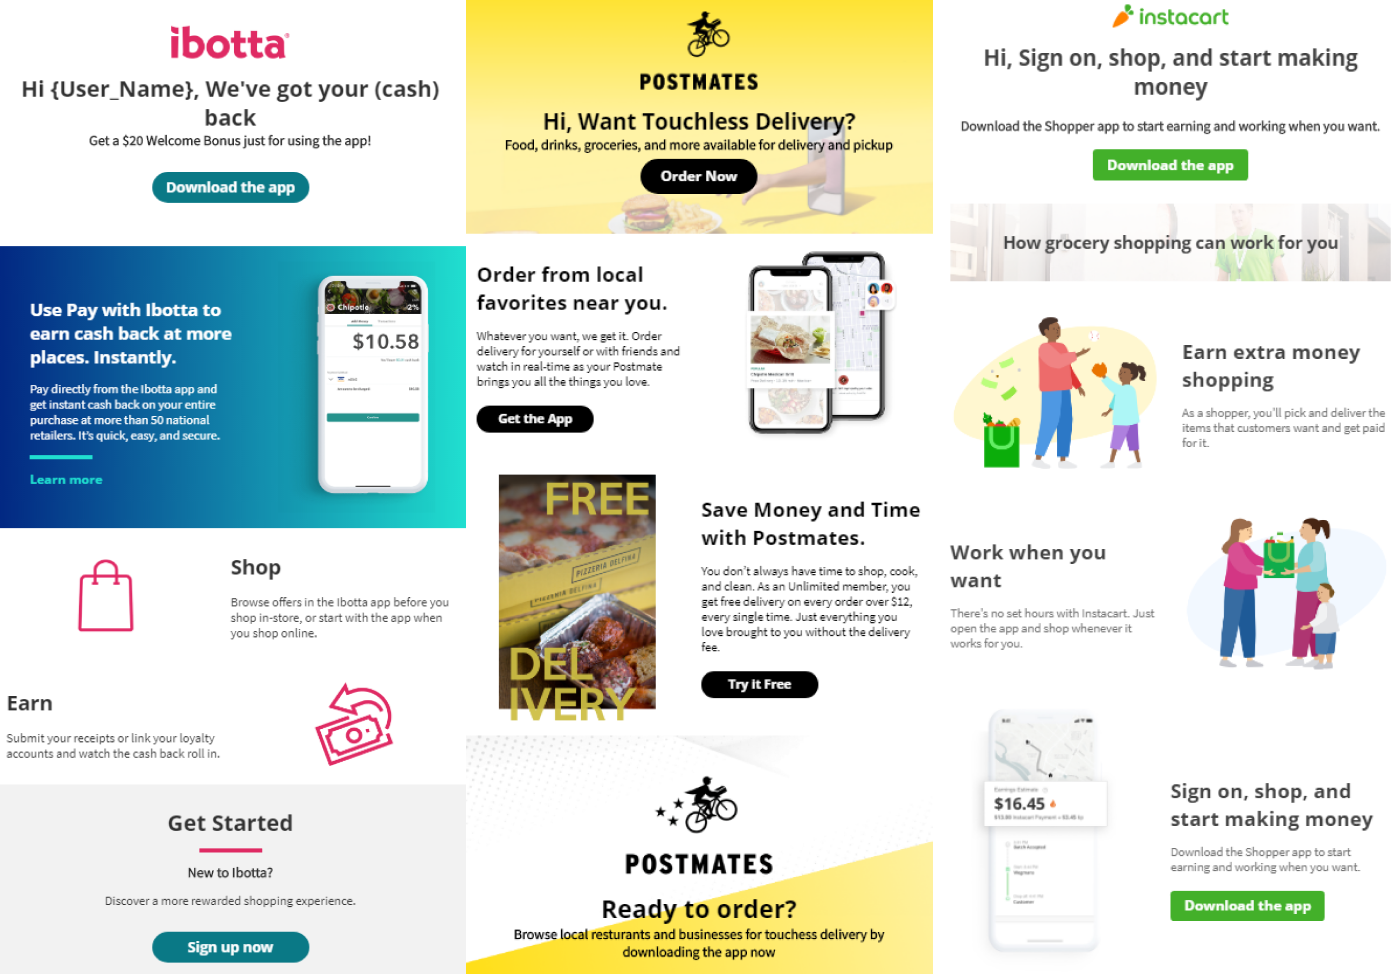 ibotta
Hi {User_Name}, We've got your (cash)
back
Get a $20 Welcome Bonus just for using the app!
Download the app
Use Pay with Ibotta to
earn cash back at more
places. Instantly.
Pay directly from the Ibotta app and
get instant cash back on your entire
purchase at more than 50 national
retailers. It's quick, easy, and secure.
Learn more
Chipotle
2%
$10.58
Shop
Browse offers in the Ibotta app before you
shop in-store, or start with the app when
you shop online.
Earn
Submit your receipts or link your loyalty
accounts and watch the cash back roll in.
Get Started
New to Ibotta?
Discover a more rewarded shopping experience.
Sign up now
POSTMATES
Hi, Want Touchless Delivery?
Food, drinks, groceries, and more available for delivery and pickup
Order Now
Order from local
favorites near you.
Whatever you want, we get it. Order
delivery for yourself or with friends and
watch in real-time as your Postmate
brings you all the things you love.
Get the App
FREE
PIZZERIA DELFINA
PIZZERIA DELFINA
DEL
IVERY
Save Money and Time
with Postmates.
You don't always have time to shop, cook,
and clean. As an Unlimited member, you
get free delivery on every order over $12,
every single time. Just everything you
love brought to you without the delivery
fee.
Try it Free
POSTMATES
Ready to order?
Browse local resturants and businesses for touchess delivery by
downloading the app now
instacart
Hi, Sign on, shop, and start making
money
Download the Shopper app to start earning and working when you want.
Download the app
How grocery shopping can work for you
Earn extra money
shopping
As a shopper, you'll pick and deliver the
items that customers want and get paid
for it.
Work when you
want
There's no set hours with Instacart. Just
open the app and shop whenever it
works for you.
9:41
Earnings Estimate
$16.45
Batch Accepted
Walgreens
Customer
Sign on, shop, and
start making money
Download the Shopper app to start
earning and working when you want.
Download the app